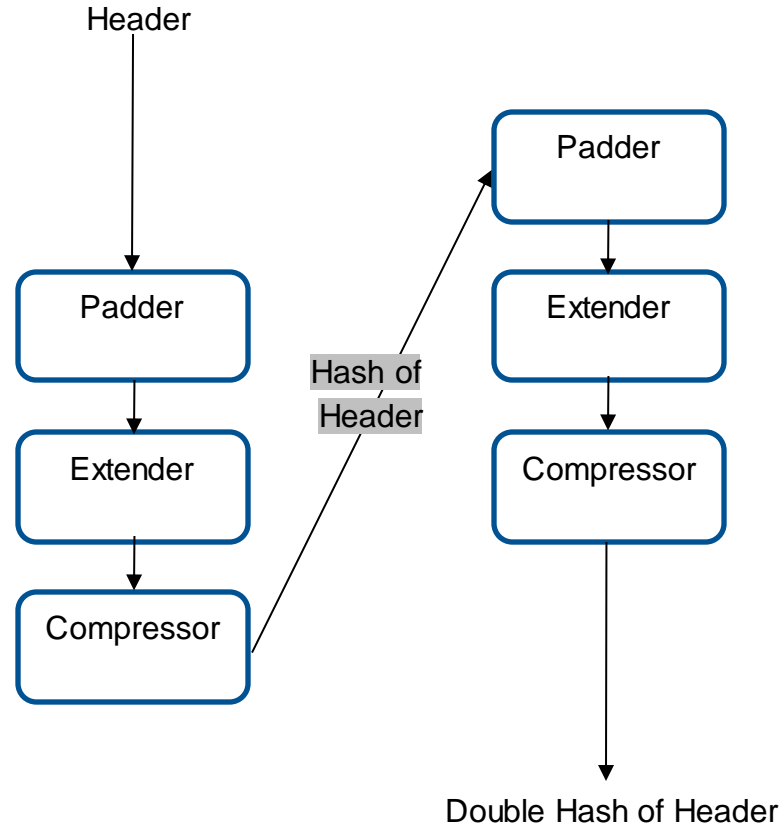 Header
Padder
Extender
Compressor
Hash of
Header
Padder
Extender
Compressor
Double Hash of Header